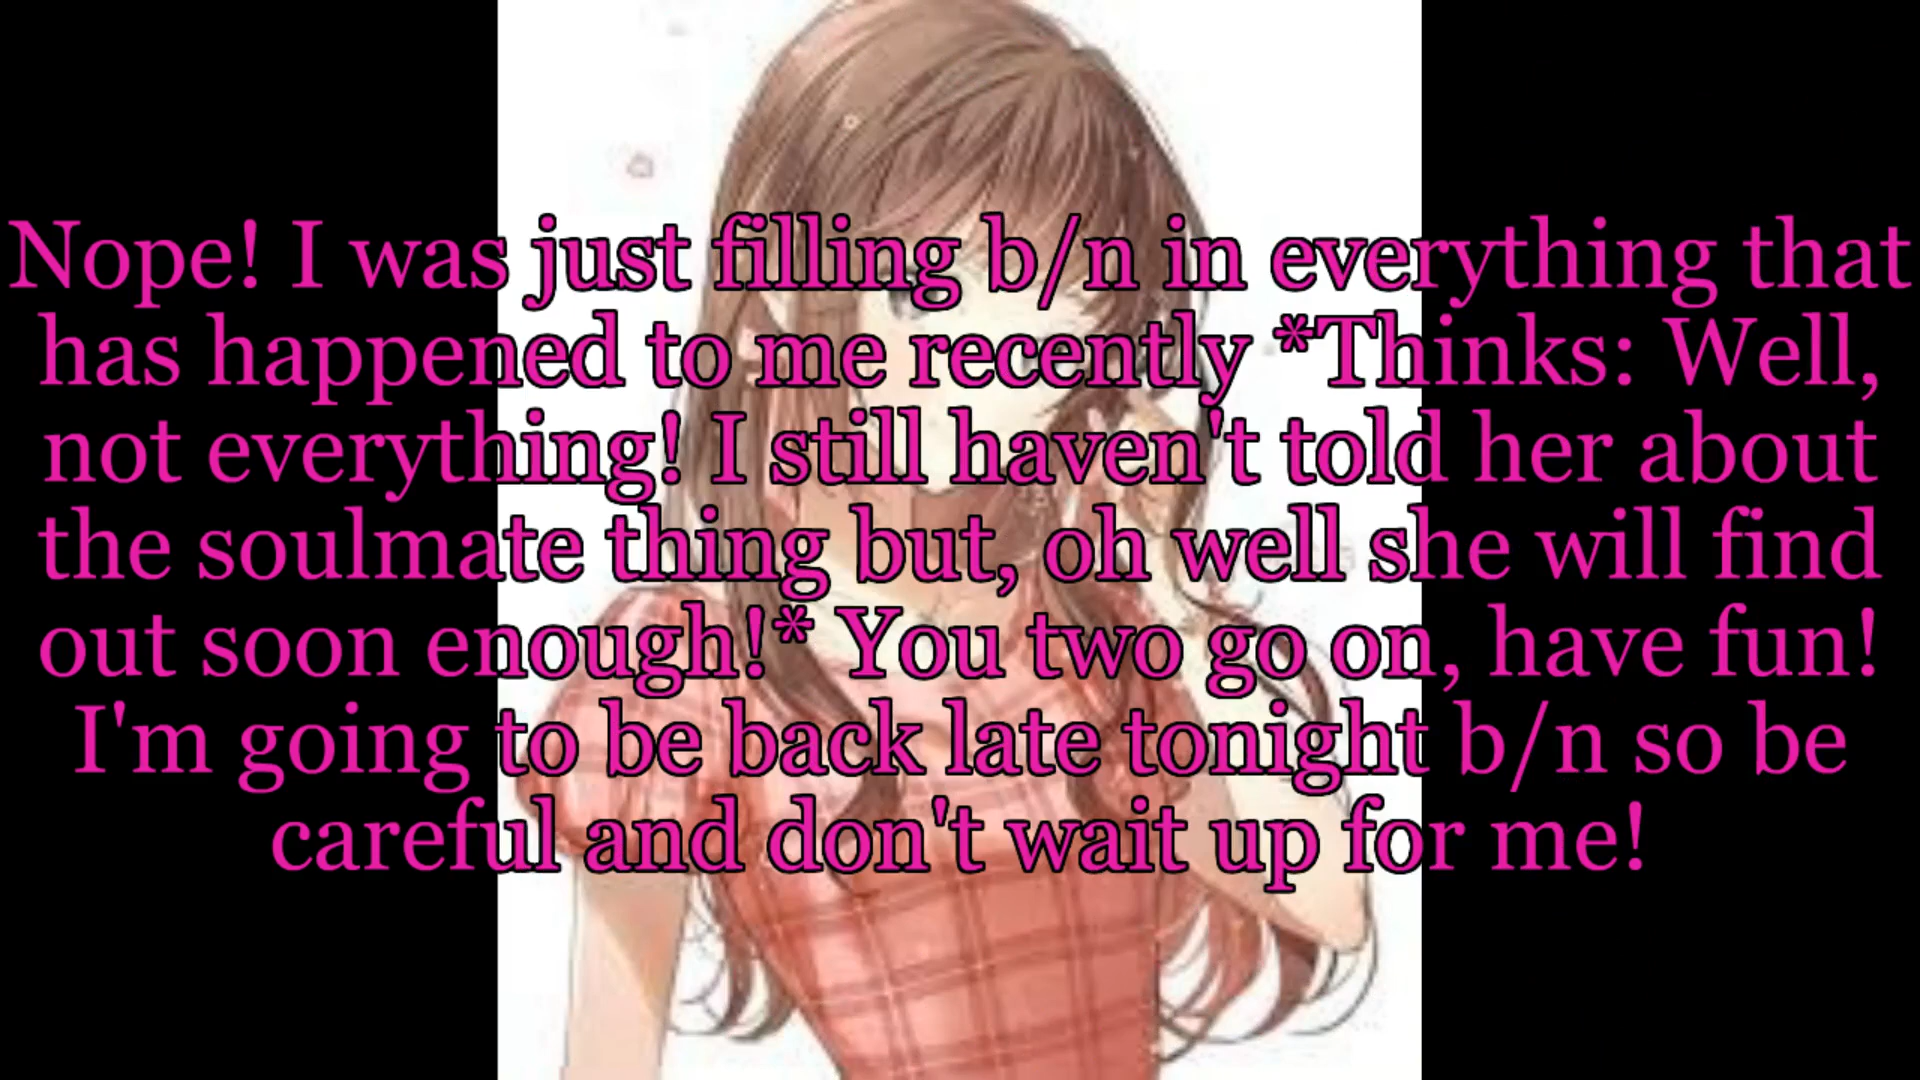 Nope! I was just filling b/n in everything that
has happened to me recently *Thinks: Well,
not everything! I still haven't told her about
the soulmate thing but, oh well she will find
out soon enough!* You two go on, have fun!
I'm going to be back late tonight b/n so be
careful and don't wait up for me!